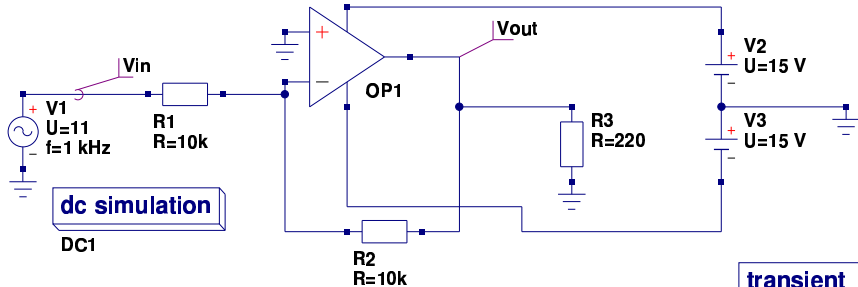 Vout
Vin
V1
U=11
f=1 kHz
R1
R=10k
+
−
OP1
R3
R=220
V2
U=15 V
V3
U=15 V
+
−
+
−
+
−
dc simulation
DC1
R2
R=10k
transient